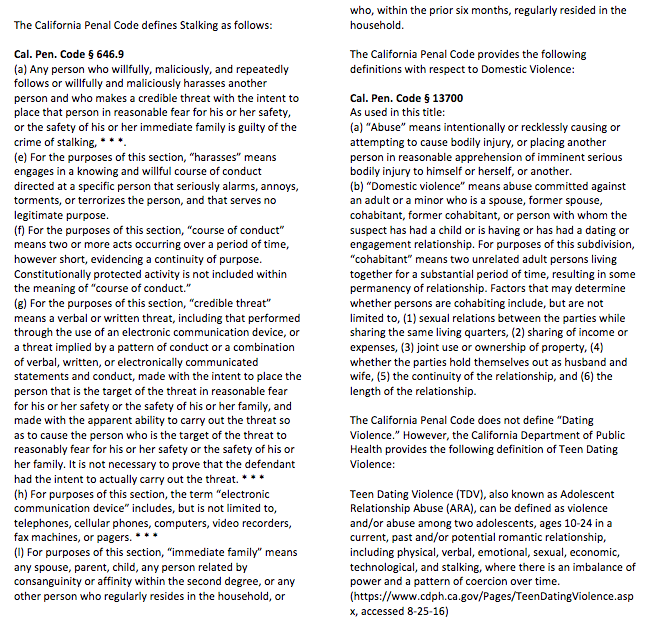 The California Penal Code defines Stalking as follows:
Cal. Pen. Code § 646.9
(a) Any person who willfully, maliciously, and repeatedly
follows or willfully and maliciously harasses another
person and who makes a credible threat with the intent to
place that person in reasonable fear for his or her safety,
or the safety of his or her immediate family is guilty of the
crime of stalking, * * *.
(e) For the purposes of this section, “harasses” means
engages in a knowing and willful course of conduct
directed at a specific person that seriously alarms, annoys,
torments, or terrorizes the person, and that serves no
legitimate purpose.
(f) For the purposes of this section, “course of conduct”
means two or more acts occurring over a period of time,
however short, evidencing a continuity of purpose.
Constitutionally protected activity is not included within
the meaning of “course of conduct.”
(g) For the purposes of this section, “credible threat”
means a verbal or written threat, including that performed
through the use of an electronic communication device, or
a threat implied by a pattern of conduct or a combination
of verbal, written, or electronically communicated
statements and conduct, made with the intent to place the
person that is the target of the threat in reasonable fear
for his or her safety or the safety of his or her family, and
made with the apparent ability to carry out the threat so
as to cause the person who is the target of the threat to
reasonably fear for his or her safety or the safety of his or
her family. It is not necessary to prove that the defendant
had the intent to actually carry out the threat. * * *
(h) For purposes of this section, the term “electronic
communication device” includes, but is not limited to,
telephones, cellular phones, computers, video recorders,
fax machines, or pagers. * * *
(l) For purposes of this section, “immediate family” means
any spouse, parent, child, any person related by
consanguinity or affinity within the second degree, or any
other person who regularly resides in the household, or
who, within the prior six months, regularly resided in the
household.
The California Penal Code provides the following
definitions with respect to Domestic Violence:
Cal. Pen. Code § 13700
As used in this title:
(a) “Abuse” means intentionally or recklessly causing or
attempting to cause bodily injury, or placing another
person in reasonable apprehension of imminent serious
bodily injury to himself or herself, or another.
(b) “Domestic violence” means abuse committed against
an adult or a minor who is a spouse, former spouse,
cohabitant, former cohabitant, or person with whom the
suspect has had a child or is having or has had a dating or
engagement relationship. For purposes of this subdivision,
“cohabitant” means two unrelated adult persons living
together for a substantial period of time, resulting in some
permanency of relationship. Factors that may determine
whether persons are cohabiting include, but are not
limited to, (1) sexual relations between the parties while
sharing the same living quarters, (2) sharing of income or
expenses, (3) joint use or ownership of property, (4)
whether the parties hold themselves out as husband and
wife, (5) the continuity of the relationship, and (6) the
length of the relationship.
The California Penal Code does not define “Dating
Violence.” However, the California Department of Public
Health provides the following definition of Teen Dating
Violence:
Teen Dating Violence (TDV), also known as Adolescent
Relationship Abuse (ARA), can be defined as violence
and/or abuse among two adolescents, ages 10-24 in a
current, past and/or potential romantic relationship,
including physical, verbal, emotional, sexual, economic,
technological, and stalking, where there is an imbalance of
power and a pattern of coercion over time.
(https://www.cdph.ca.gov/Pages/TeenDatingViolence.asp
x, accessed 8-25-16)